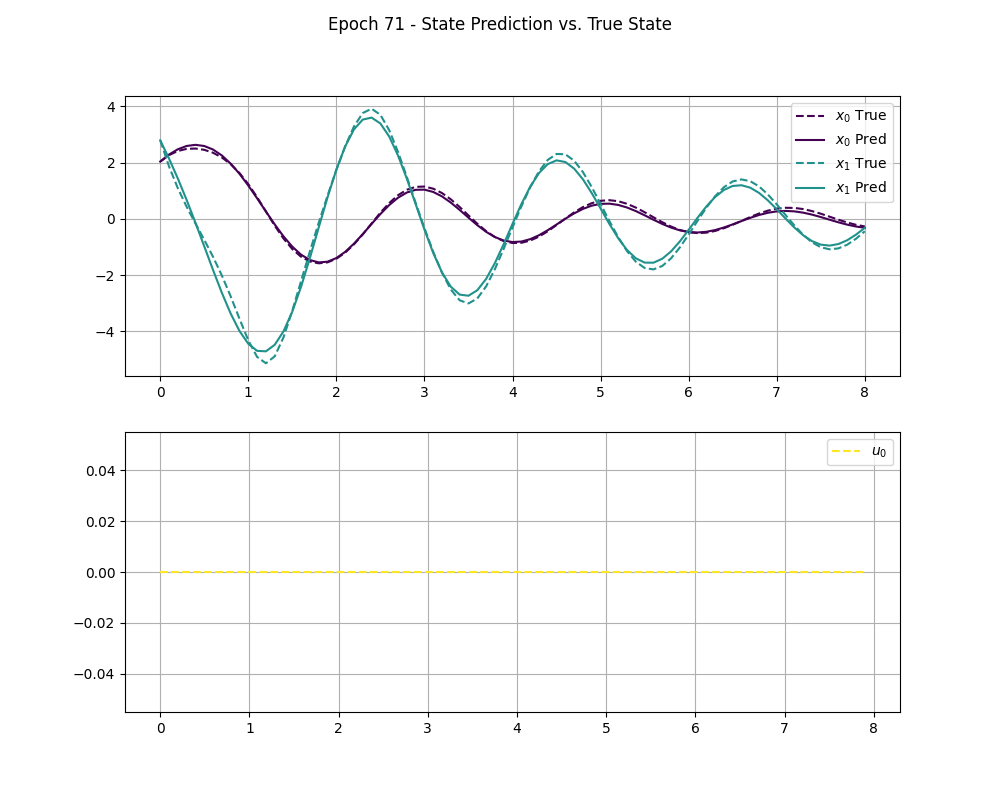 Epoch 71 - State Prediction vs. True State
4
2
0
−2
−4
x₀ True
x₀ Pred
x₁ True
x₁ Pred
0 1 2 3 4 5 6 7 8
0.04
0.02
0.00
−0.02
−0.04
u₀
0 1 2 3 4 5 6 7 8